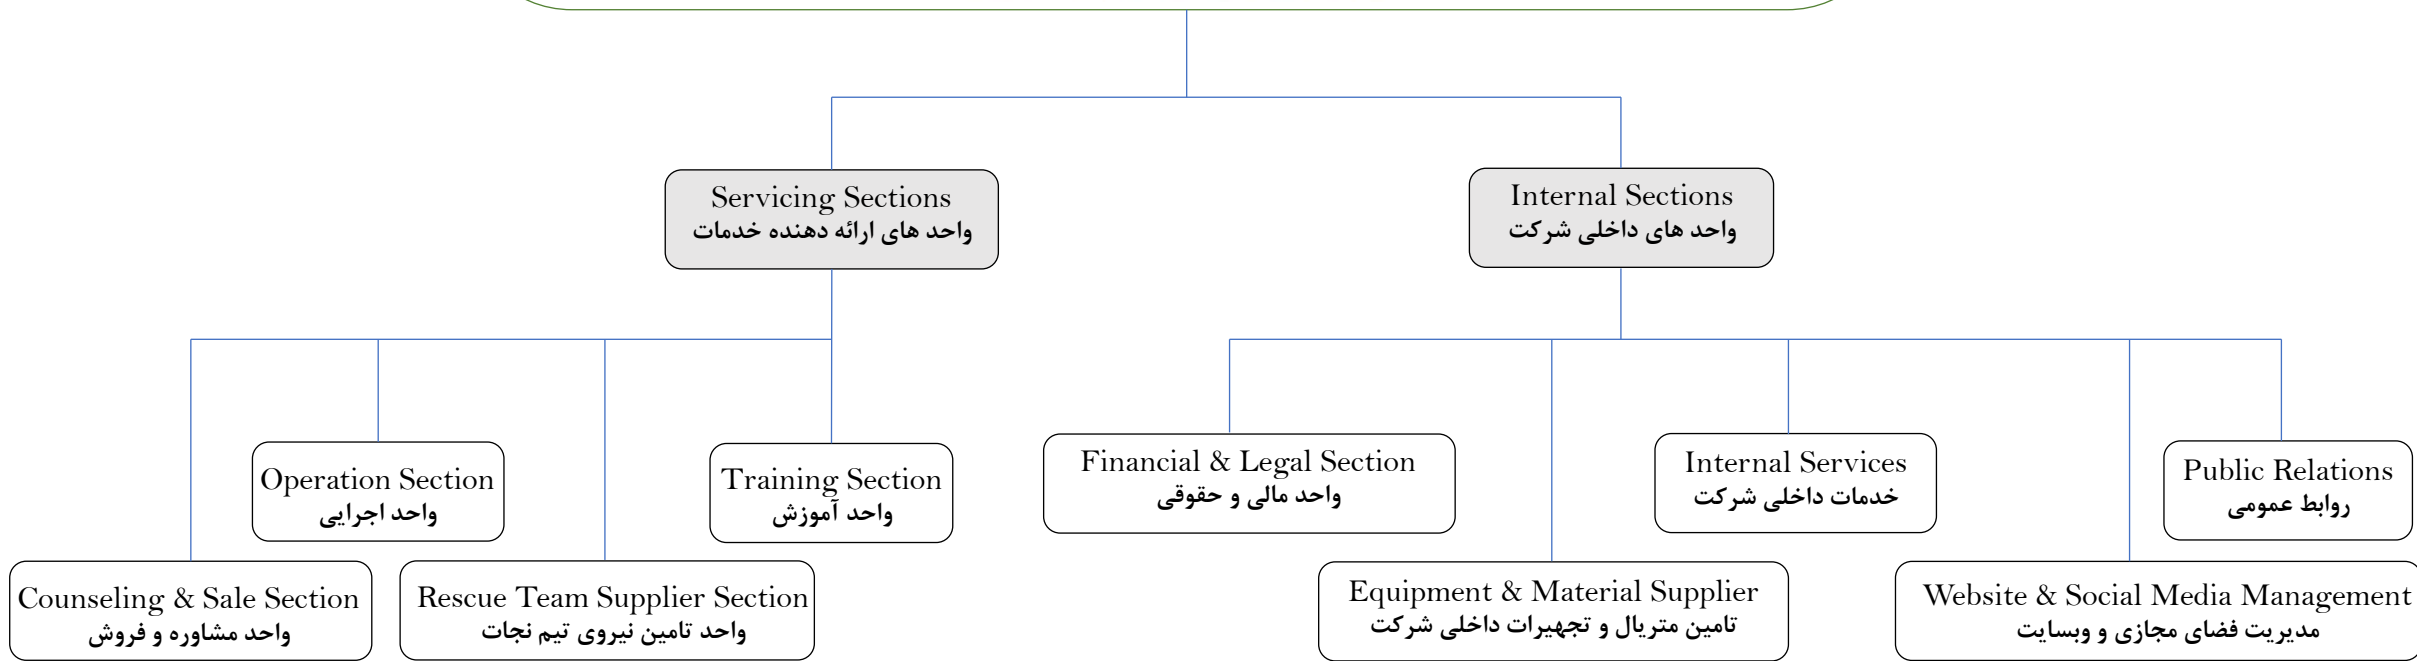 Servicing Sections
واحد های ارائه دهنده خدمات
Internal Sections
واحد های داخلی شرکت
Operation Section
واحد اجرایی
Training Section
واحد آموزش
Financial & Legal Section
واحد مالی و حقوقی
Internal Services
خدمات داخلی شرکت
Public Relations
روابط عمومی
Counseling & Sale Section
واحد مشاوره و فروش
Rescue Team Supplier Section
واحد تامین نیروی تیم نجات
Equipment & Material Supplier
تامین متریال و تجهیرات داخلی شرکت
Website & Social Media Management
مدیریت فضای مجازی و وبسایت